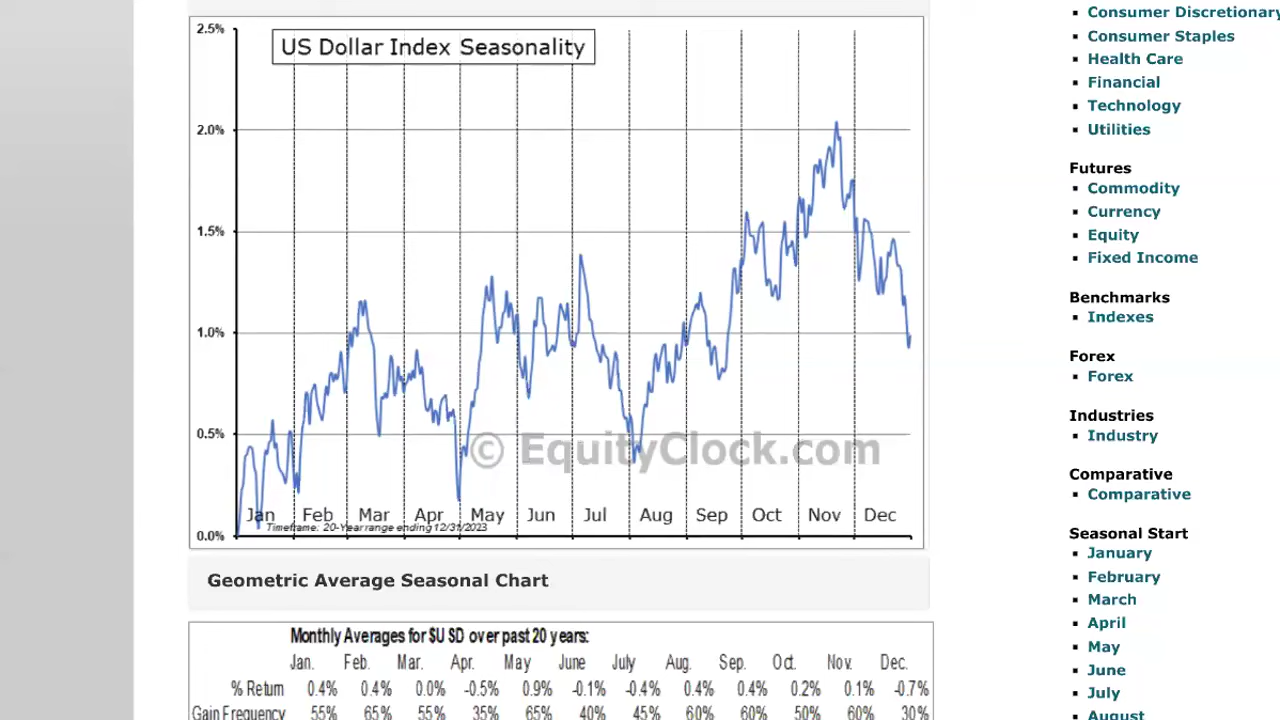 2.5%
US Dollar Index Seasonality
2.0%
1.5%
1.0%
0.5%
© EquityClock.com
Jan Feb Mar Apr May Jun Jul Aug Sep Oct Nov Dec
Timeframe: 20-Year range ending 12/31/2023
0.0%
Geometric Average Seasonal Chart
Monthly Averages for $USD over past 20 years:
Jan. Feb. Mar. Apr. May June July Aug. Sep. Oct. Nov. Dec.
% Return 0.4% 0.4% 0.0% -0.5% 0.9% -0.1% -0.4% 0.4% 0.4% 0.2% 0.1% -0.7%
Gain Frequency 55% 65% 55% 35% 65% 40% 45% 60% 60% 50% 60% 30%
Consumer Discretionary
Consumer Staples
Health Care
Financial
Technology
Utilities
Futures
Commodity
Currency
Equity
Fixed Income
Benchmarks
Indexes
Forex
Forex
Industries
Industry
Comparative
Comparative
Seasonal Start
January
February
March
April
May
June
July
August